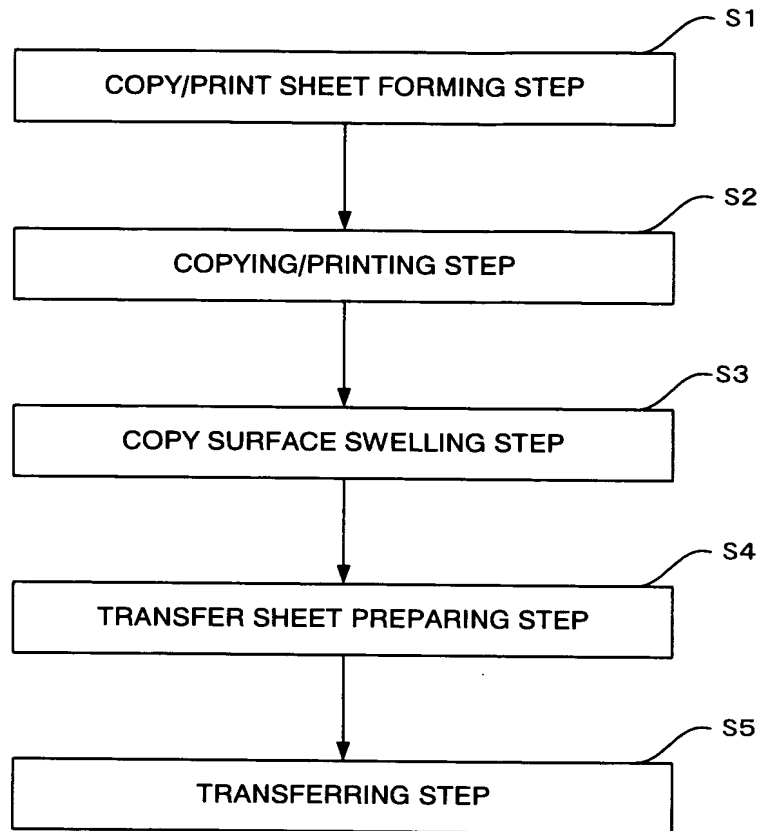 S1
COPY/PRINT SHEET FORMING STEP
S2
COPYING/PRINTING STEP
S3
COPY SURFACE SWELLING STEP
S4
TRANSFER SHEET PREPARING STEP
S5
TRANSFERRING STEP